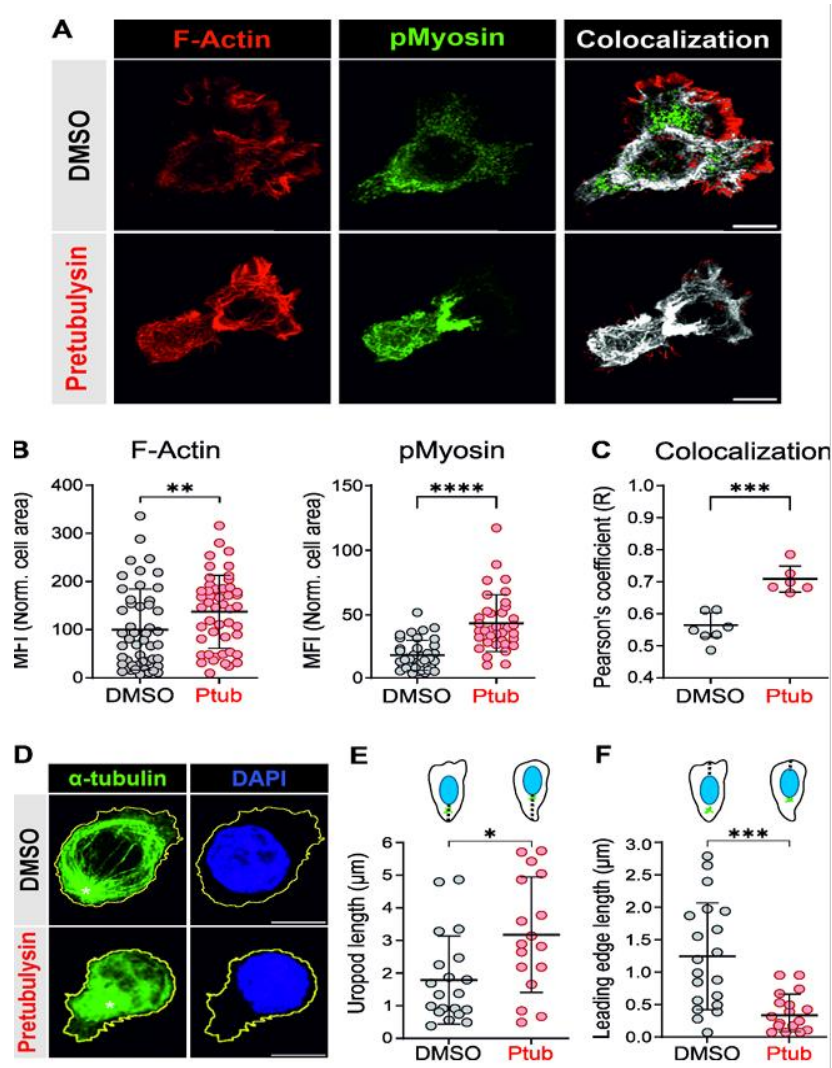 A F-Actin pMyosin Colocalization
DMSO
Pretubulysin
B F-Actin pMyosin C Colocalization
MFI (Norm. cell area)
400
300
200
100
0
**
DMSO Ptub
MFI (Norm. cell area)
150
100
50
0
****
DMSO Ptub
Pearson's coefficient (R)
1.0
0.9
0.8
0.7
0.6
0.5
0.4
***
DMSO Ptub
D α-tubulin DAPI
DMSO
*
Pretubulysin
*
E
Uropod length (µm)
6
5
4
3
2
1
0
*
DMSO Ptub
F
Leading edge length (µm)
3.0
2.5
2.0
1.5
1.0
0.5
0.0
***
DMSO Ptub